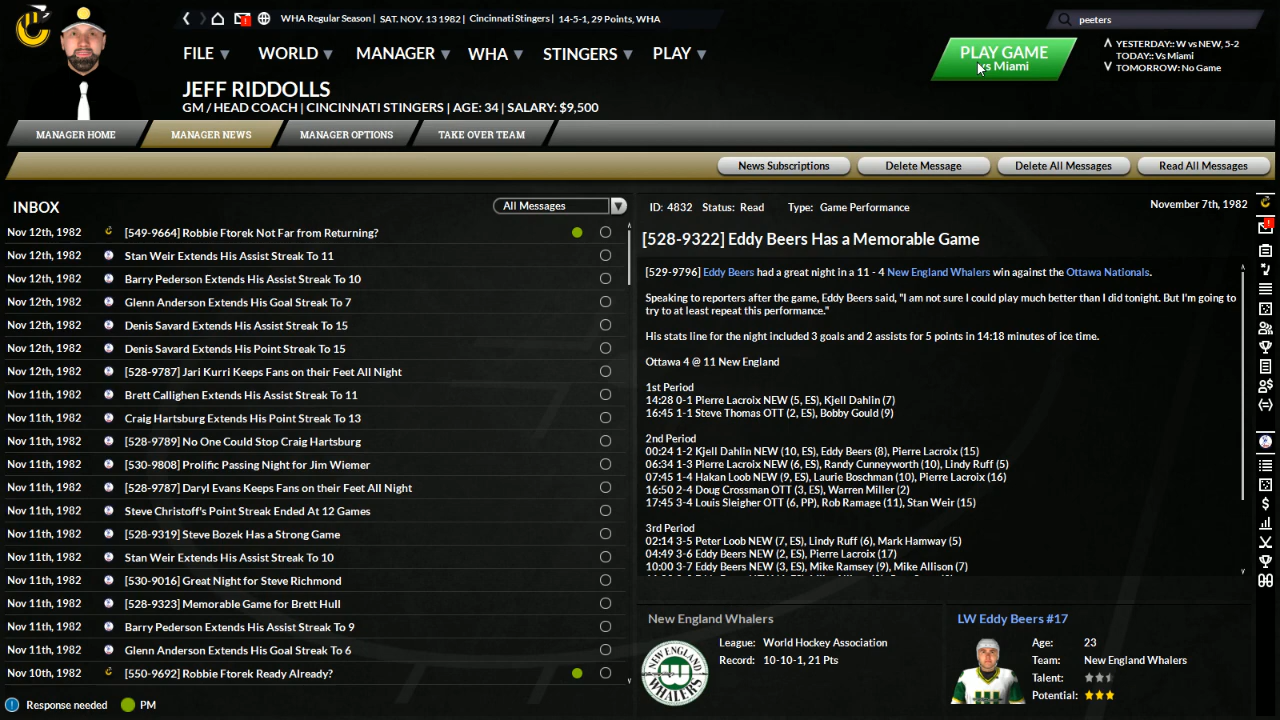 WHA Regular Season | SAT. NOV. 13 1982 | Cincinnati Stingers | 14-5-1, 29 Points, WHA
peeters
FILE WORLD MANAGER WHA STINGERS PLAY
PLAY GAME
vs Miami
YESTERDAY:: W vs NEW, 5-2
TODAY:: Vs Miami
TOMORROW: No Game
JEFF RIDDOLLS
GM / HEAD COACH | CINCINNATI STINGERS | AGE: 34 | SALARY: $9,500
MANAGER HOME MANAGER NEWS MANAGER OPTIONS TAKE OVER TEAM
News Subscriptions Delete Message Delete All Messages Read All Messages
INBOX
All Messages
Nov 12th, 1982 [549-9664] Robbie Ftorek Not Far from Returning?
Nov 12th, 1982 Stan Weir Extends His Assist Streak To 11
Nov 12th, 1982 Barry Pederson Extends His Assist Streak To 10
Nov 12th, 1982 Glenn Anderson Extends His Goal Streak To 7
Nov 12th, 1982 Denis Savard Extends His Assist Streak To 15
Nov 12th, 1982 Denis Savard Extends His Point Streak To 15
Nov 12th, 1982 [528-9787] Jari Kurri Keeps Fans on their Feet All Night
Nov 11th, 1982 Brett Callighen Extends His Assist Streak To 11
Nov 11th, 1982 Craig Hartsburg Extends His Point Streak To 13
Nov 11th, 1982 [528-9789] No One Could Stop Craig Hartsburg
Nov 11th, 1982 [530-9808] Prolific Passing Night for Jim Wiemer
Nov 11th, 1982 [528-9787] Daryl Evans Keeps Fans on their Feet All Night
Nov 11th, 1982 Steve Christoff's Point Streak Ended At 12 Games
Nov 11th, 1982 [528-9319] Steve Bozek Has a Strong Game
Nov 11th, 1982 Stan Weir Extends His Assist Streak To 10
Nov 11th, 1982 [530-9016] Great Night for Steve Richmond
Nov 11th, 1982 [528-9323] Memorable Game for Brett Hull
Nov 11th, 1982 Barry Pederson Extends His Assist Streak To 9
Nov 11th, 1982 Glenn Anderson Extends His Goal Streak To 6
Nov 10th, 1982 [550-9692] Robbie Ftorek Ready Already?
Response needed PM
ID: 4832 Status: Read Type: Game Performance November 7th, 1982
[528-9322] Eddy Beers Has a Memorable Game
[529-9796] Eddy Beers had a great night in a 11 - 4 New England Whalers win against the Ottawa Nationals.
Speaking to reporters after the game, Eddy Beers said, "I am not sure I could play much better than I did tonight. But I'm going to
try to at least repeat this performance."
His stats line for the night included 3 goals and 2 assists for 5 points in 14:18 minutes of ice time.
Ottawa 4 @ 11 New England
1st Period
14:28 0-1 Pierre Lacroix NEW (5, ES), Kjell Dahlin (7)
16:45 1-1 Steve Thomas OTT (2, ES), Bobby Gould (9)
2nd Period
00:24 1-2 Kjell Dahlin NEW (10, ES), Eddy Beers (8), Pierre Lacroix (15)
06:34 1-3 Pierre Lacroix NEW (6, ES), Randy Cunneyworth (10), Lindy Ruff (5)
07:45 1-4 Hakan Loob NEW (9, ES), Laurie Boschman (10), Pierre Lacroix (16)
16:50 2-4 Doug Crossman OTT (3, ES), Warren Miller (2)
17:45 3-4 Louis Sleigher OTT (6, PP), Rob Ramage (11), Stan Weir (15)
3rd Period
02:14 3-5 Peter Loob NEW (7, ES), Lindy Ruff (6), Mark Hamway (5)
04:49 3-6 Eddy Beers NEW (2, ES), Pierre Lacroix (17)
10:00 3-7 Eddy Beers NEW (3, ES), Mike Ramsey (9), Mike Allison (7)
New England Whalers
League: World Hockey Association
Record: 10-10-1, 21 Pts
NEW ENGLAND
WHALERS
LW Eddy Beers #17
Age: 23
Team: New England Whalers
Talent:
Potential: